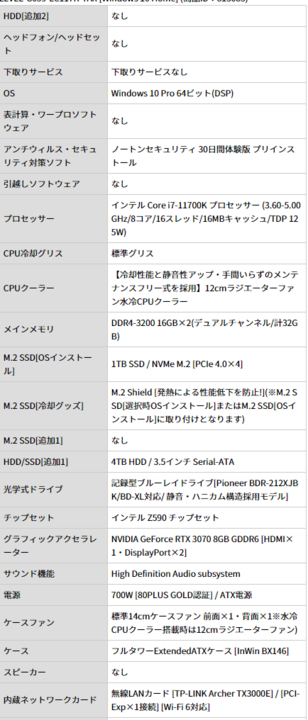 HDD[追加2] なし
ヘッドフォン/ヘッドセッ
ト なし
下取りサービス 下取りサービスなし
OS Windows 10 Pro 64ビット(DSP)
表計算・ワープロソフト
ウェア なし
アンチウィルス・セキュ
リティ対策ソフト ノートンセキュリティ 30日間体験版 プリインス
トール
引越しソフトウェア なし
プロセッサー インテル Core i7-11700K プロセッサー (3.60-5.00
GHz/8コア/16スレッド/16MBキャッシュ/TDP 12
5W)
CPU冷却グリス 標準グリス
CPUクーラー 【冷却性能と静音性アップ・手間いらずのメンテ
ナンスフリー式を採用】12cmラジエーターファ
ン水冷CPUクーラー
メインメモリ DDR4-3200 16GB×2(デュアルチャンネル/計32G
B)
M.2 SSD[OSインストー
ル] 1TB SSD / NVMe M.2 [PCIe 4.0×4]
M.2 SSD[冷却グッズ] M.2 Shield [発熱による性能低下を防止!](※M.2 S
SD[選択時OSインストール]またはM.2 SSD[OSイ
ンストール]に取り付けとなります)
M.2 SSD[追加1] なし
HDD/SSD[追加1] 4TB HDD / 3.5インチ Serial-ATA
光学式ドライブ 記録型ブルーレイドライブ[Pioneer BDR-212XJB
K/BD-XL対応/ 静音・ハニカム構造採用モデル]
チップセット インテル Z590 チップセット
グラフィックアクセラレ
ーター NVIDIA GeForce RTX 3070 8GB GDDR6 [HDMI×
1・DisplayPort×2]
サウンド機能 High Definition Audio subsystem
電源 700W [80PLUS GOLD認証] / ATX電源
ケースファン 標準14cmケースファン 前面×1・背面×1※水冷
CPUクーラー搭載時は12cmラジエーターファン)
ケース フルタワーExtendedATXケース [InWin BX146]
スピーカー なし
内蔵ネットワークカード 無線LANカード [TP-LINK Archer TX3000E] / [PCI-
Exp×1接続] [Wi-Fi 6対応]